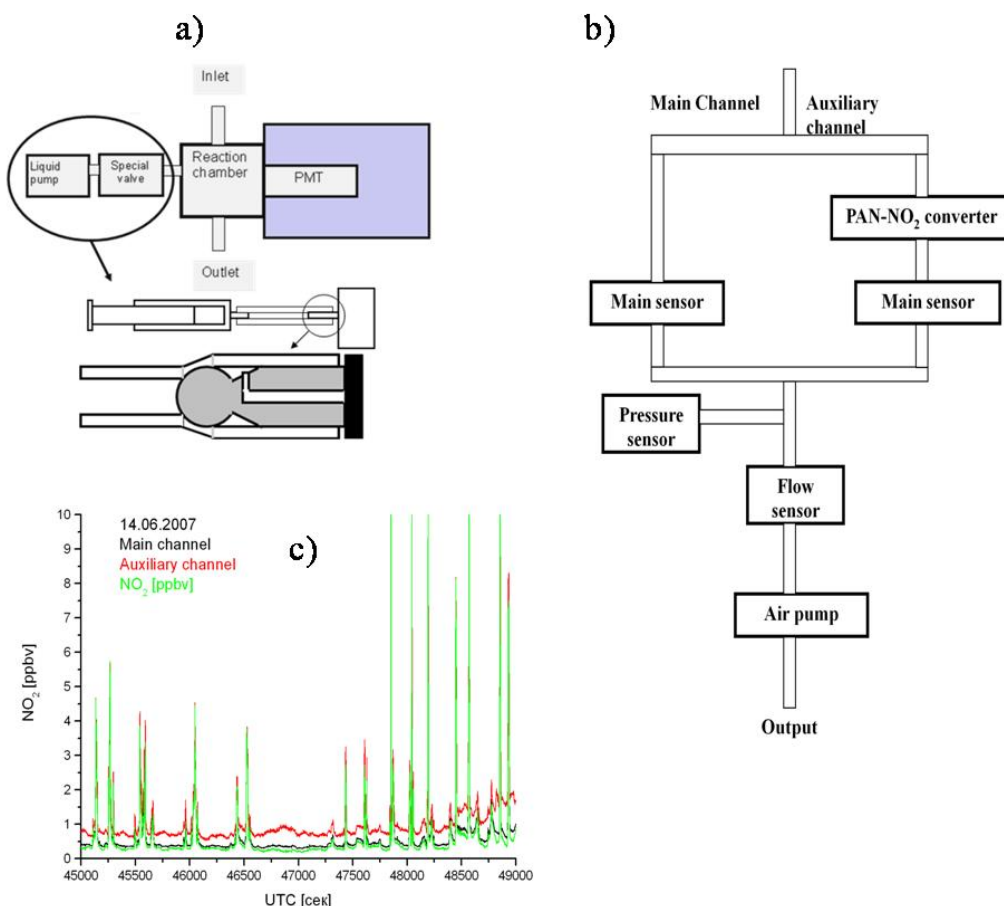 a)
Inlet
Liquid
pump
Special
valve
Reaction
chamber
PMT
Outlet
b)
Main Channel
Auxiliary
channel
PAN-NO₂ converter
Main sensor
Main sensor
Pressure
sensor
Flow
sensor
Air pump
Output
c)
14.06.2007
Main channel
Auxiliary channel
NO₂ [ppbv]
NO₂ [ppbv]
10
9
8
7
6
5
4
3
2
1
0
45000 45500 46000 46500 47000 47500 48000 48500 49000
UTC [сек]